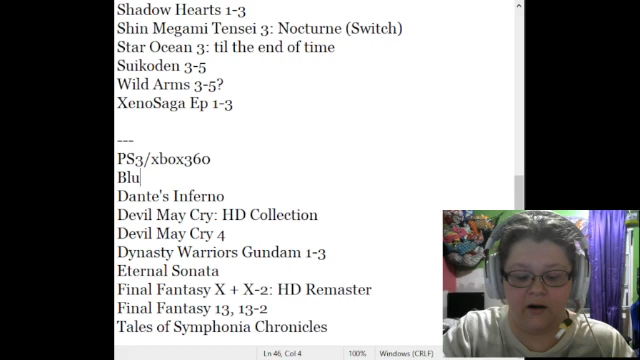 Shadow Hearts 1-3
Shin Megami Tensei 3: Nocturne (Switch)
Star Ocean 3: til the end of time
Suikoden 3-5
Wild Arms 3-5?
XenoSaga Ep 1-3
---
PS3/xbox360
Blu
Dante's Inferno
Devil May Cry: HD Collection
Devil May Cry 4
Dynasty Warriors Gundam 1-3
Eternal Sonata
Final Fantasy X + X-2: HD Remaster
Final Fantasy 13, 13-2
Tales of Symphonia Chronicles
Ln 46, Col 4
100%
Windows (CRLF)